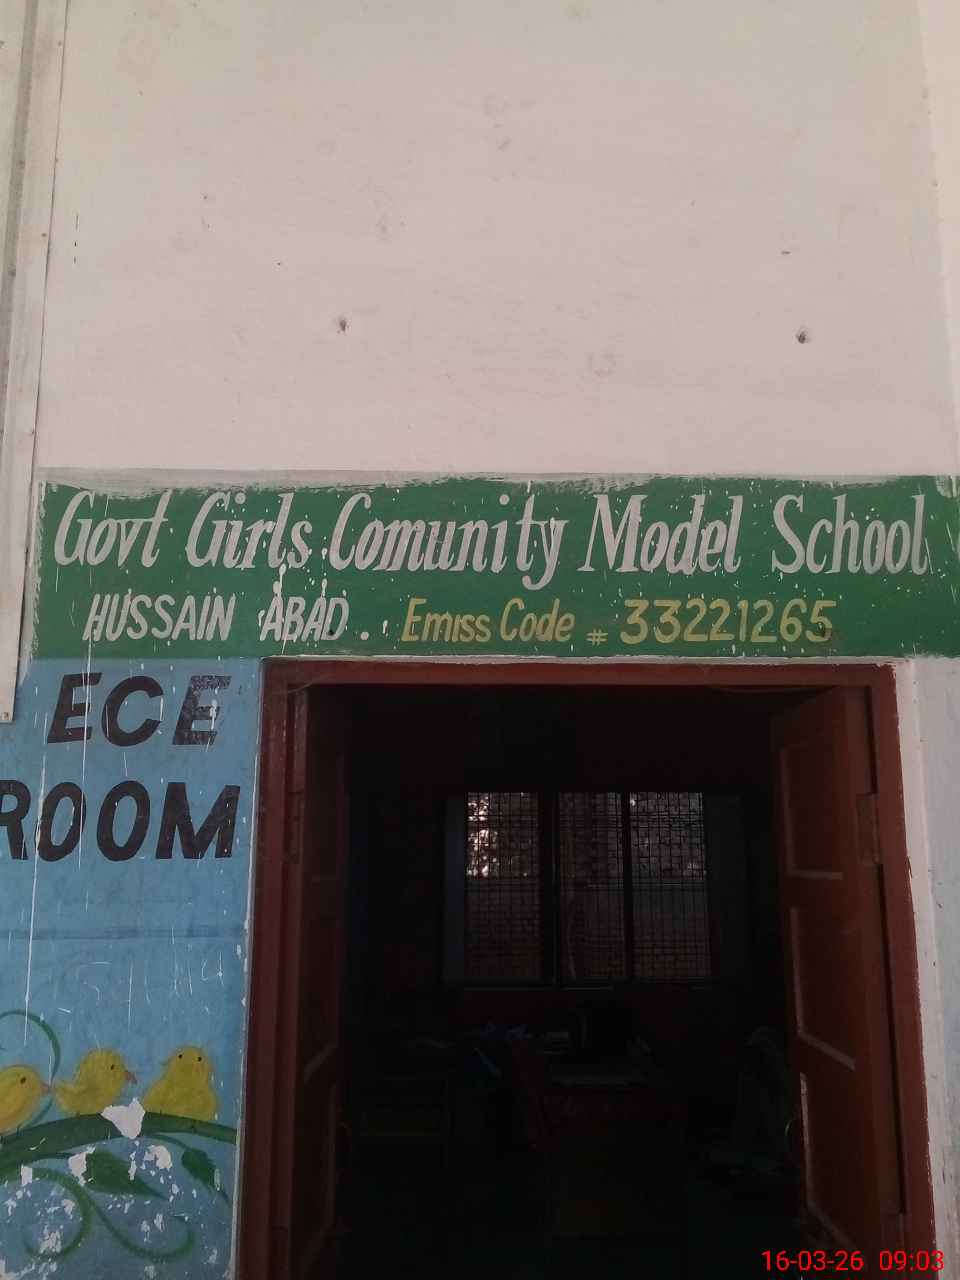 Govt Girls Comunity Model School
HUSSAIN ABAD. Emiss Code # 33221265
ECE
ROOM
16-03-26 09:03